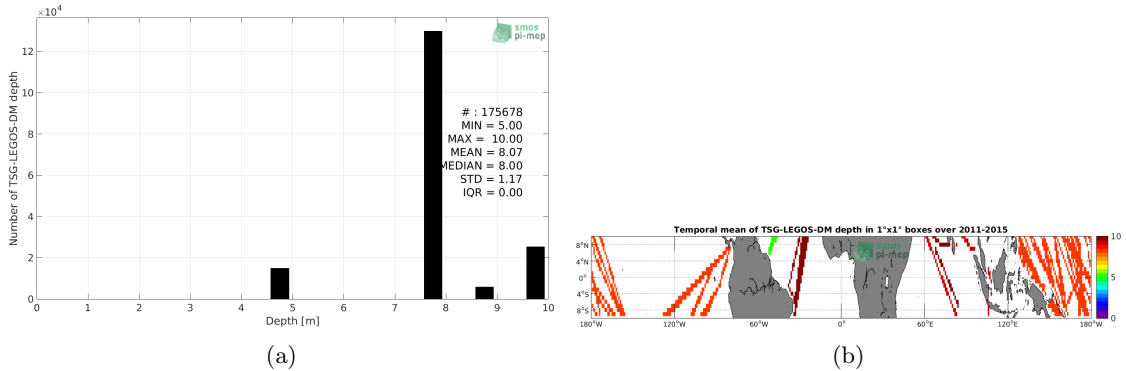 ×10⁴
12
10
8
6
4
2
0
Number of TSG-LEGOS-DM depth
smos
pi-mep
# : 175678
MIN = 5.00
MAX = 10.00
MEAN = 8.07
MEDIAN = 8.00
STD = 1.17
IQR = 0.00
0 1 2 3 4 5 6 7 8 9 10
Depth [m]
(a)
Temporal mean of TSG-LEGOS-DM depth in 1°x1° boxes over 2011-2015
smos
pi-mep
8°N
4°N
0°
4°S
8°S
180°W 120°W 60°W 0° 60°E 120°E 180°W
10
8
6
4
2
0
(b)